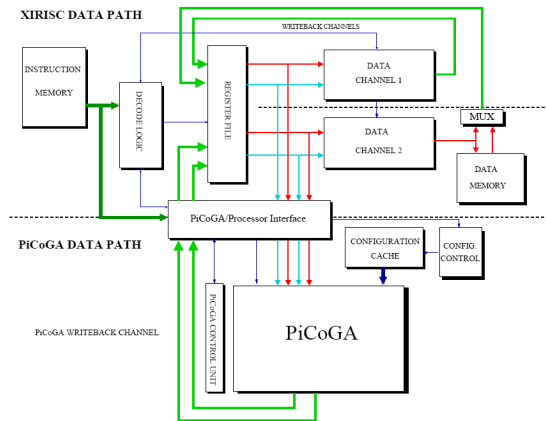 XIRISC DATA PATH
WRITEBACK CHANNELS
INSTRUCTION
MEMORY
DECODE LOGIC
REGISTER FILE
DATA
CHANNEL 1
DATA
CHANNEL 2
MUX
DATA
MEMORY
PiCoGA/Processor Interface
PiCoGA DATA PATH
CONFIGURATION
CACHE
CONFIG.
CONTROL
PiCoGA WRITEBACK CHANNEL
PiCoGA CONTROL
UNIT
PiCoGA